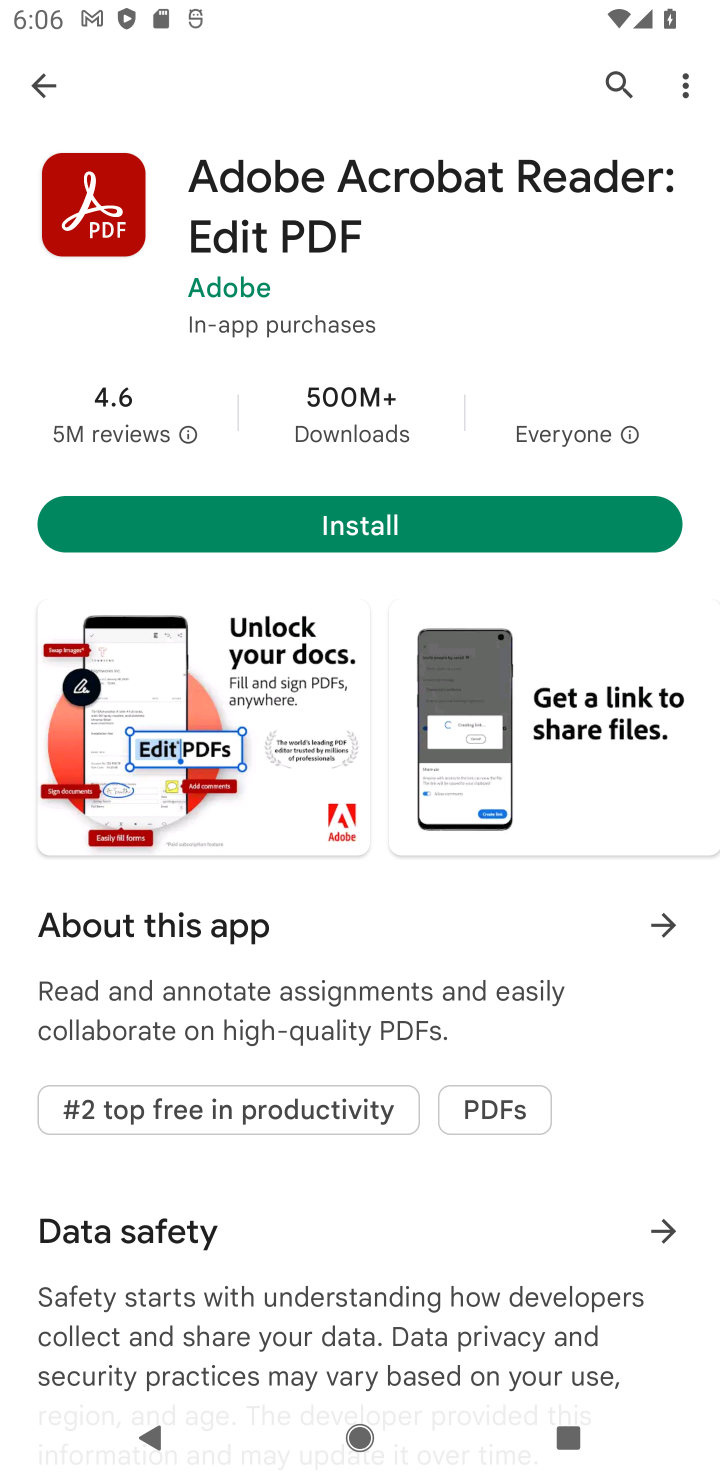 6:06
Adobe Acrobat Reader:
Edit PDF
PDF
Adobe
In-app purchases
4.6
5M reviews
500M+
Downloads
Everyone
Install
Unlock
your docs.
Fill and sign PDFs,
anywhere.
Swap images*
Edit PDFs
The world's leading PDF
editor trusted by millions
of professionals
Sign documents
Add comments
Easily fill forms
Adobe
*Paid subscription feature
Get a link to
share files.
Creating link...
Cancel
Create link
About this app
Read and annotate assignments and easily
collaborate on high-quality PDFs.
#2 top free in productivity
PDFs
Data safety
Safety starts with understanding how developers
collect and share your data. Data privacy and
security practices may vary based on your use,
region, and age. The developer provided this
information and may update it over time.